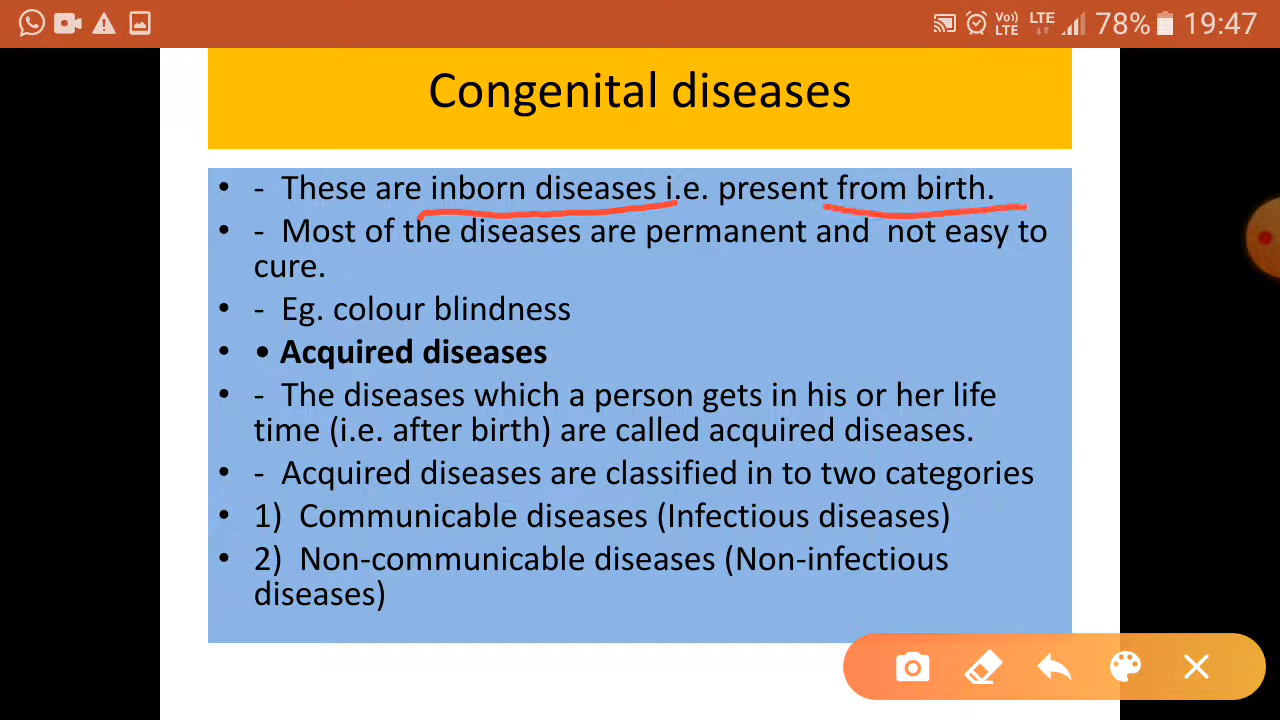 Vo)) LTE LTE 78% 19:47
Congenital diseases
• - These are inborn diseases i.e. present from birth.
• - Most of the diseases are permanent and not easy to
cure.
• - Eg. colour blindness
• • Acquired diseases
• - The diseases which a person gets in his or her life
time (i.e. after birth) are called acquired diseases.
• - Acquired diseases are classified in to two categories
• 1) Communicable diseases (Infectious diseases)
• 2) Non-communicable diseases (Non-infectious
diseases)